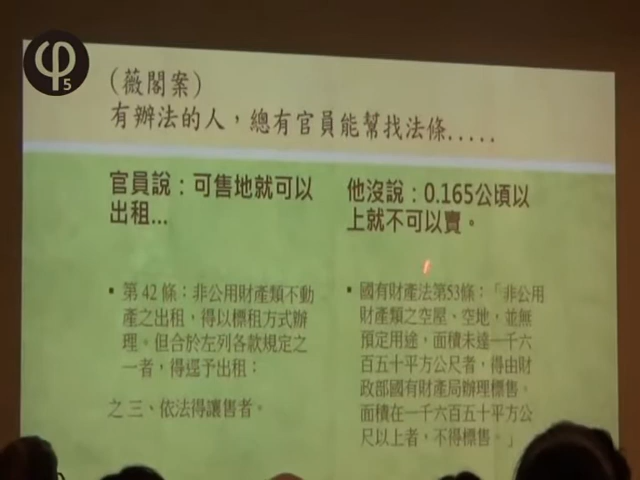 φ5
（薇閣案）
有辦法的人，總有官員能幫找法條.....
官員說：可售地就可以
出租...
• 第 42 條：非公用財產類不動
產之出租，得以標租方式辦
理。但合於左列各款規定之
一者，得逕予出租：
之三、依法得讓售者。
他沒說：0.165公頃以
上就不可以賣。
• 國有財產法第53條：「非公用
財產類之空屋、空地，並無
預定用途，面積未達一千六
百五十平方公尺者，得由財
政部國有財產局辦理標售。
面積在一千六百五十平方公
尺以上者，不得標售。」